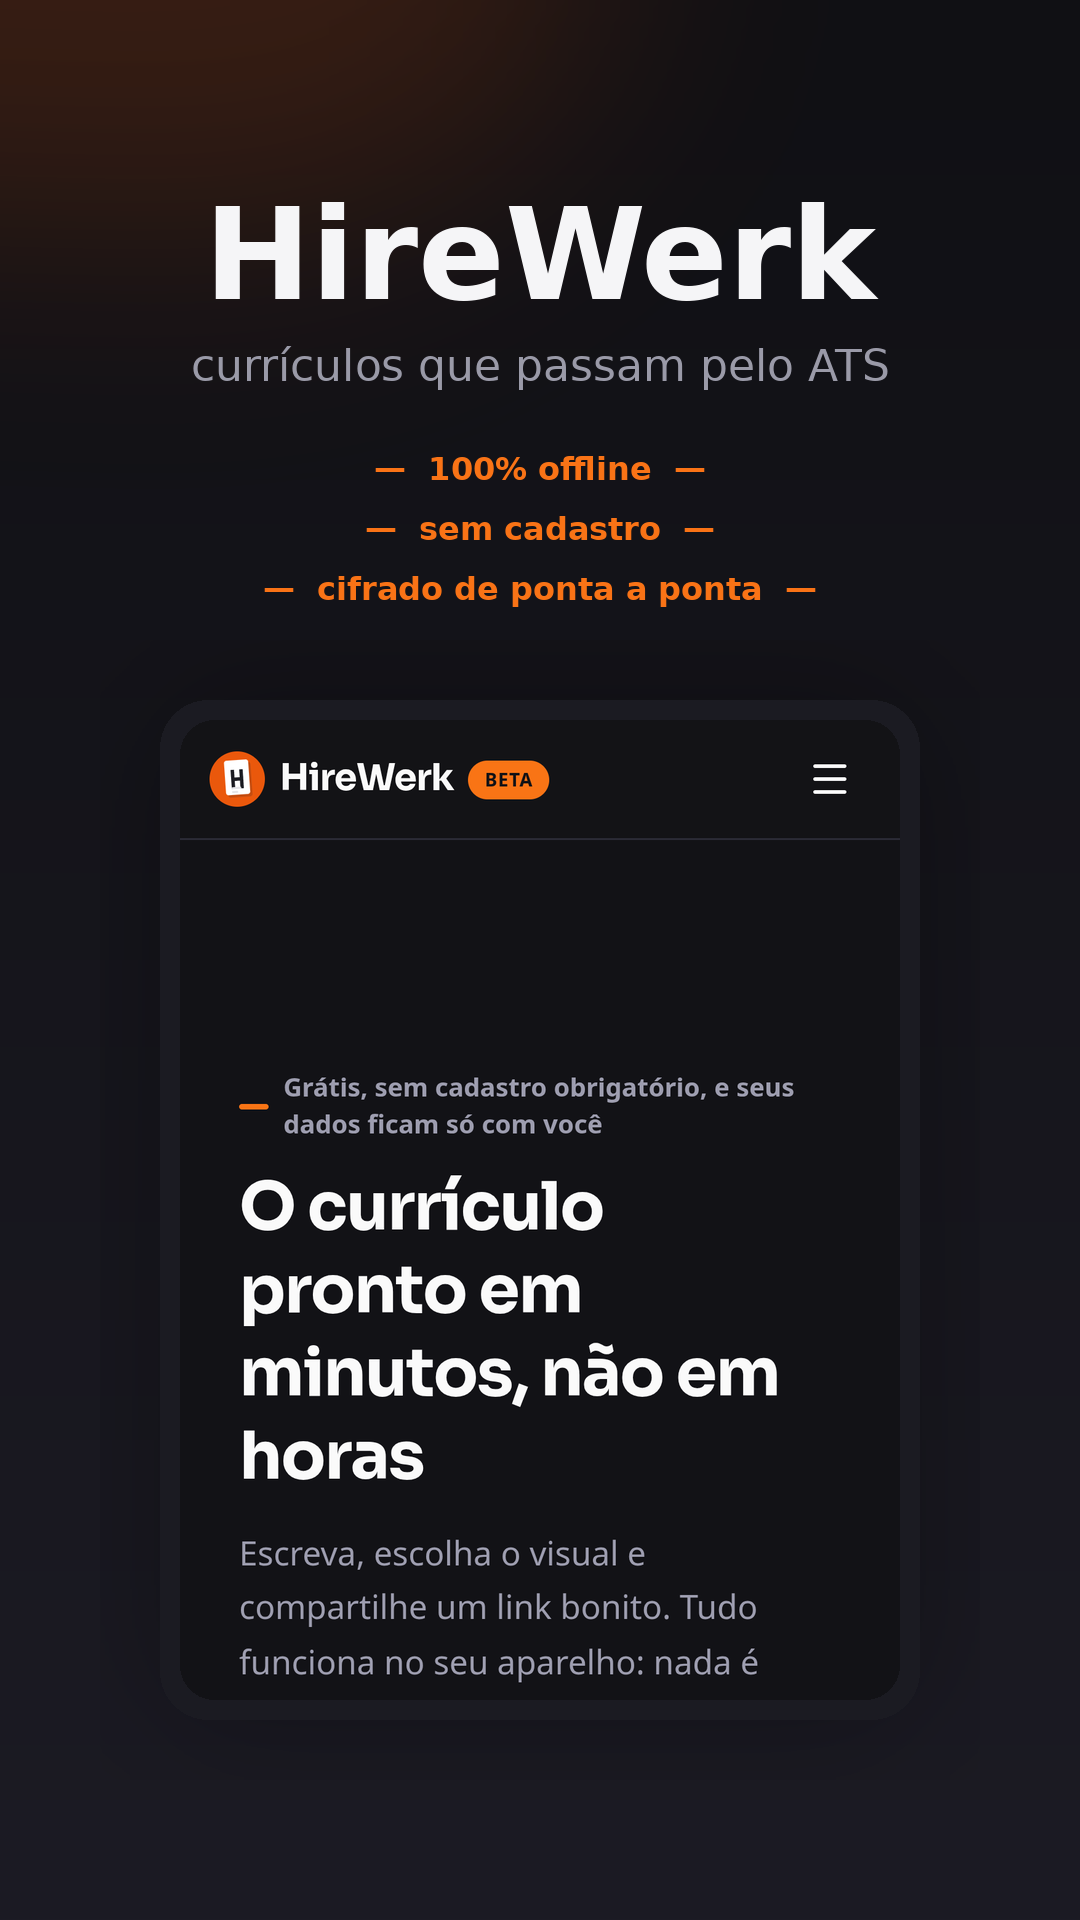 HireWerk
currículos que passam pelo ATS
— 100% offline —
— sem cadastro —
— cifrado de ponta a ponta —
H HireWerk BETA
Grátis, sem cadastro obrigatório, e seus
dados ficam só com você
O currículo
pronto em
minutos, não em
horas
Escreva, escolha o visual e
compartilhe um link bonito. Tudo
funciona no seu aparelho: nada é